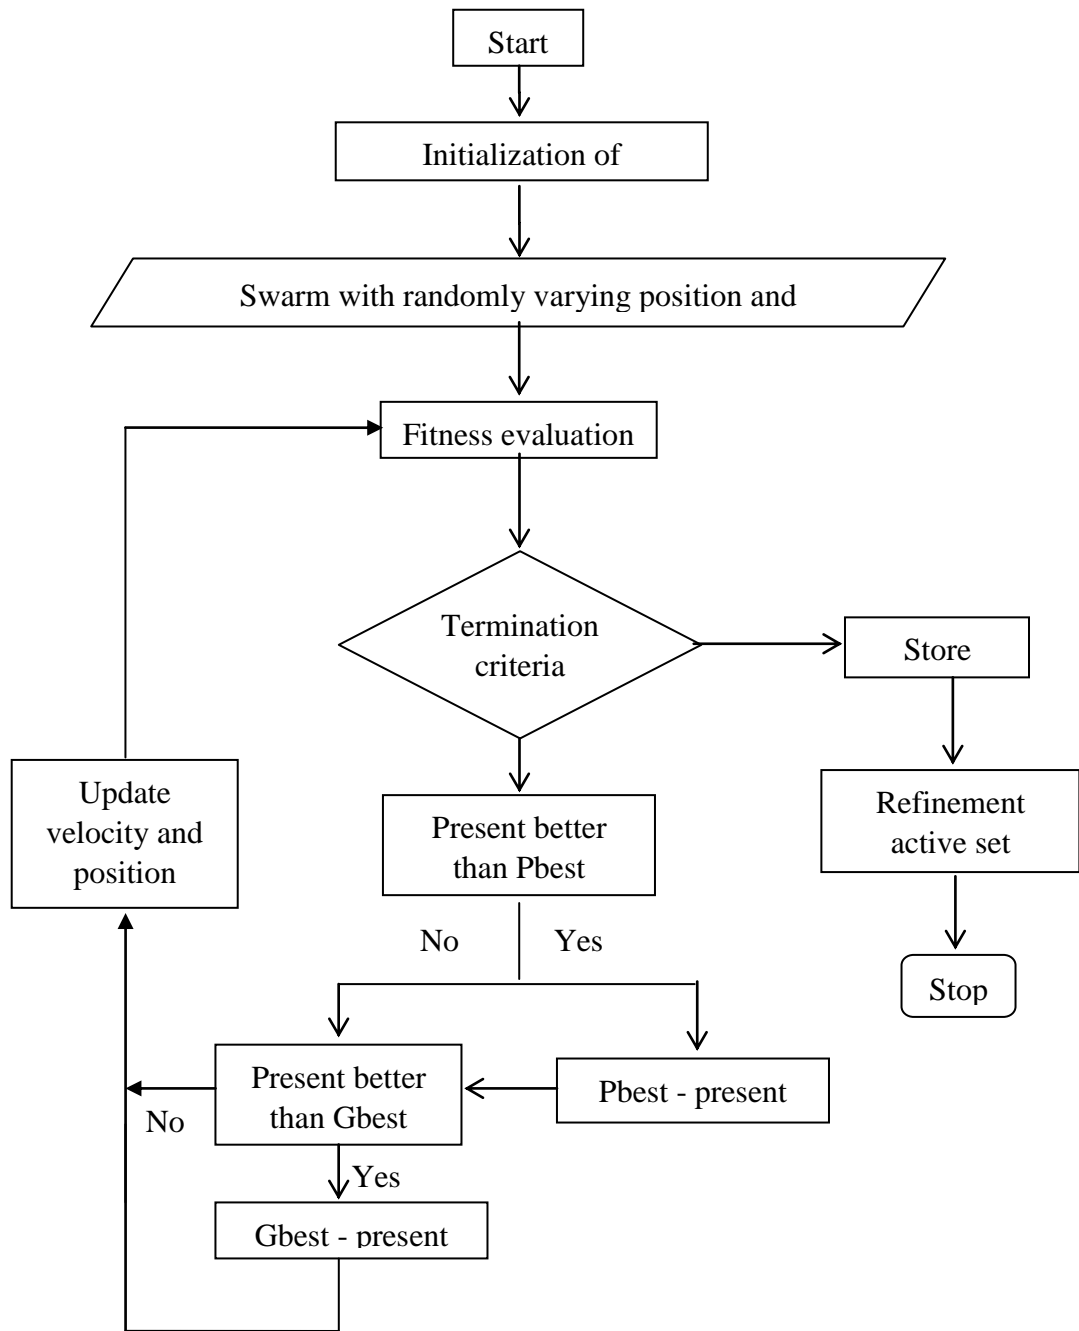 Start
Initialization of
Swarm with randomly varying position and
Fitness evaluation
Termination
criteria
Store
Update
velocity and
position
Present better
than Pbest
Refinement
active set
No
Yes
Stop
Present better
than Gbest
Pbest - present
No
Yes
Gbest - present